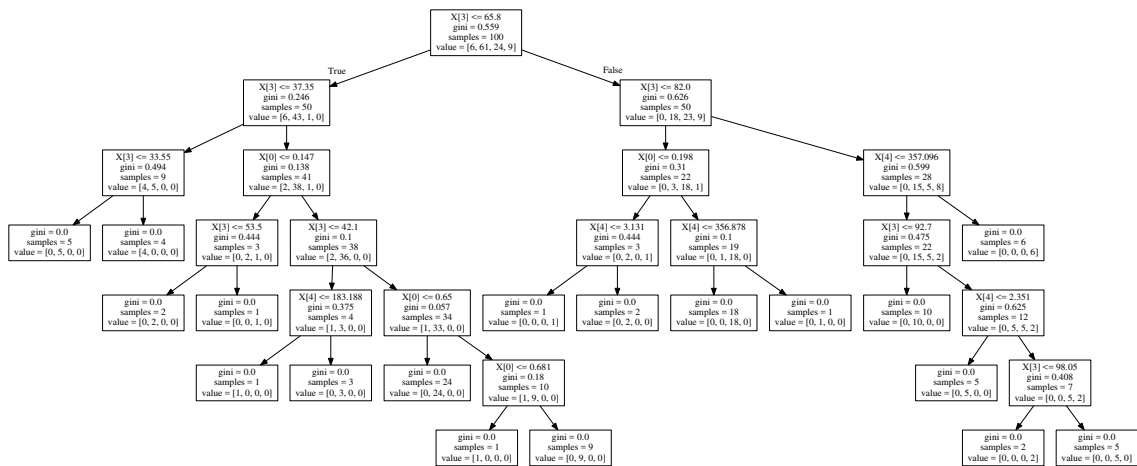 X[3] <= 65.8
gini = 0.559
samples = 100
value = [6, 61, 24, 9]
True
False
X[3] <= 37.35
gini = 0.246
samples = 50
value = [6, 43, 1, 0]
X[3] <= 82.0
gini = 0.626
samples = 50
value = [0, 18, 23, 9]
X[3] <= 33.55
gini = 0.494
samples = 9
value = [4, 5, 0, 0]
X[0] <= 0.147
gini = 0.138
samples = 41
value = [2, 38, 1, 0]
X[0] <= 0.198
gini = 0.31
samples = 22
value = [0, 3, 18, 1]
X[4] <= 357.096
gini = 0.599
samples = 28
value = [0, 15, 5, 8]
gini = 0.0
samples = 5
value = [0, 5, 0, 0]
gini = 0.0
samples = 4
value = [4, 0, 0, 0]
X[3] <= 53.5
gini = 0.444
samples = 3
value = [0, 2, 1, 0]
X[3] <= 42.1
gini = 0.1
samples = 38
value = [2, 36, 0, 0]
X[4] <= 3.131
gini = 0.444
samples = 3
value = [0, 2, 0, 1]
X[4] <= 356.878
gini = 0.1
samples = 19
value = [0, 1, 18, 0]
X[3] <= 92.7
gini = 0.475
samples = 22
value = [0, 15, 5, 2]
gini = 0.0
samples = 6
value = [0, 0, 0, 6]
gini = 0.0
samples = 2
value = [0, 2, 0, 0]
gini = 0.0
samples = 1
value = [0, 0, 1, 0]
X[4] <= 183.188
gini = 0.375
samples = 4
value = [1, 3, 0, 0]
X[0] <= 0.65
gini = 0.057
samples = 34
value = [1, 33, 0, 0]
gini = 0.0
samples = 1
value = [0, 0, 0, 1]
gini = 0.0
samples = 2
value = [0, 2, 0, 0]
gini = 0.0
samples = 18
value = [0, 0, 18, 0]
gini = 0.0
samples = 1
value = [0, 1, 0, 0]
gini = 0.0
samples = 10
value = [0, 10, 0, 0]
X[4] <= 2.351
gini = 0.625
samples = 12
value = [0, 5, 5, 2]
gini = 0.0
samples = 1
value = [1, 0, 0, 0]
gini = 0.0
samples = 3
value = [0, 3, 0, 0]
gini = 0.0
samples = 24
value = [0, 24, 0, 0]
X[0] <= 0.681
gini = 0.18
samples = 10
value = [1, 9, 0, 0]
gini = 0.0
samples = 5
value = [0, 5, 0, 0]
X[3] <= 98.05
gini = 0.408
samples = 7
value = [0, 0, 5, 2]
gini = 0.0
samples = 1
value = [1, 0, 0, 0]
gini = 0.0
samples = 9
value = [0, 9, 0, 0]
gini = 0.0
samples = 2
value = [0, 0, 0, 2]
gini = 0.0
samples = 5
value = [0, 0, 5, 0]